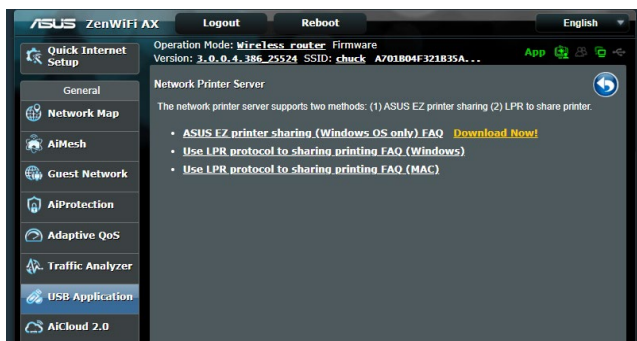 ASUS ZenWiFi AX Logout Reboot English
Quick Internet Setup
Operation Mode: Wireless router Firmware
Version: 3.0.0.4.386_25524 SSID: chuck A701B04F321B35A... App
General
Network Printer Server
The network printer server supports two methods: (1) ASUS EZ printer sharing (2) LPR to share printer.
Network Map
• ASUS EZ printer sharing (Windows OS only) FAQ Download Now!
AiMesh
• Use LPR protocol to sharing printing FAQ (Windows)
• Use LPR protocol to sharing printing FAQ (MAC)
Guest Network
AiProtection
Adaptive QoS
Traffic Analyzer
USB Application
AiCloud 2.0